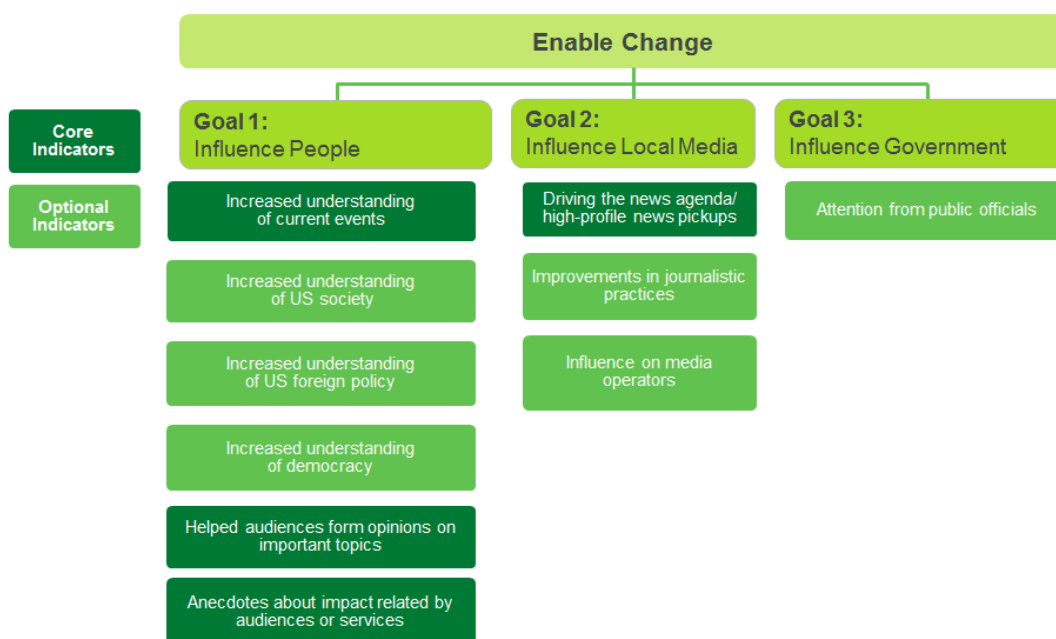 Enable Change
Core
Indicators
Optional
Indicators
Goal 1:
Influence People
Increased understanding
of current events
Increased understanding
of US society
Increased understanding
of US foreign policy
Increased understanding
of democracy
Helped audiences form opinions on
important topics
Anecdotes about impact related by
audiences or services
Goal 2:
Influence Local Media
Driving the news agenda/
high-profile news pickups
Improvements in journalistic
practices
Influence on media
operators
Goal 3:
Influence Government
Attention from public officials